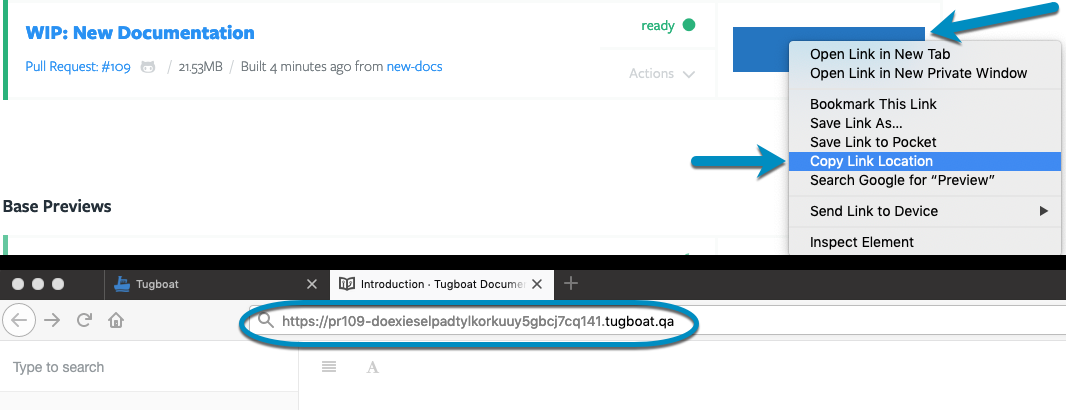 WIP: New Documentation
ready
Pull Request: #109 / 21.53MB / Built 4 minutes ago from new-docs
Actions
Open Link in New Tab
Open Link in New Private Window
Bookmark This Link
Save Link As...
Save Link to Pocket
Copy Link Location
Search Google for “Preview”
Send Link to Device
Inspect Element
Base Previews
Tugboat
Introduction · Tugboat Documen
https://pr109-doexieselpadtylkorkuuy5gbcj7cq141.tugboat.qa
Type to search
A